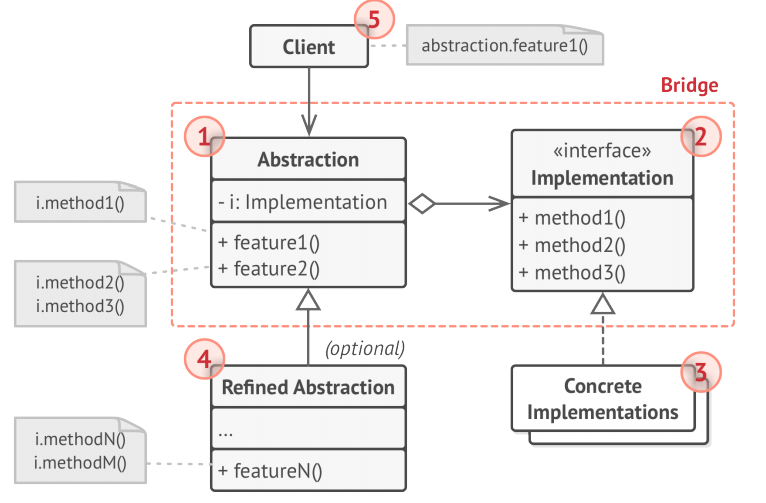 5
Client
abstraction.feature1()
Bridge
1
Abstraction
- i: Implementation
+ feature1()
+ feature2()
2
«interface»
Implementation
+ method1()
+ method2()
+ method3()
i.method1()
i.method2()
i.method3()
(optional)
4
Refined Abstraction
...
+ featureN()
3
Concrete
Implementations
i.methodN()
i.methodM()